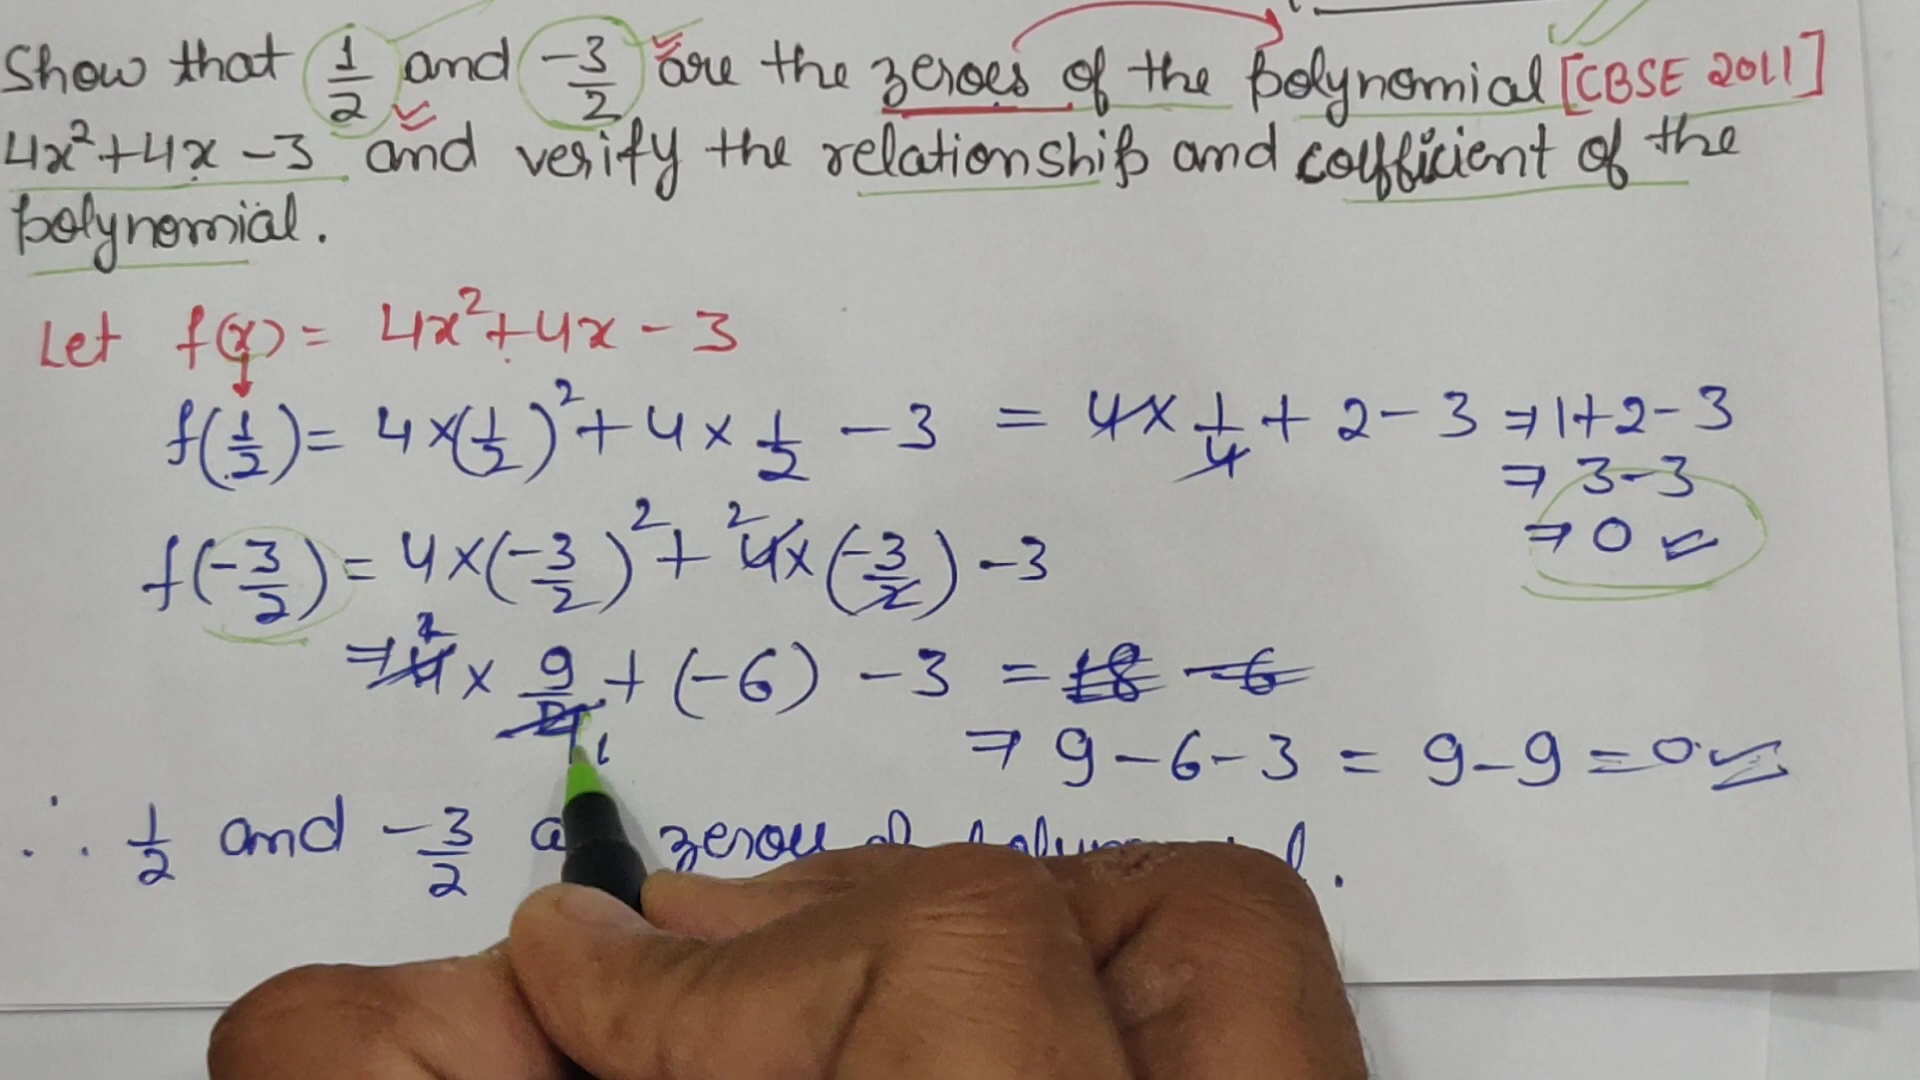 Show that 1/2 and -3/2 are the zeroes of the polynomial [CBSE 2011]
4x²+4x-3 and verify the relationship and coefficient of the
polynomial.
Let f(x) = 4x²+4x-3
f(1/2) = 4×(1/2)²+4×1/2-3 = 4×1/4+2-3 ⇒1+2-3
⇒ 3-3
⇒ 0
f(-3/2) = 4×(-3/2)²+4×(-3/2)-3
2
⇒4× 9/ +(-6)-3 = 18-6
⇒ 9-6-3 = 9-9=0
∴ 1/2 and -3/2 zeroes